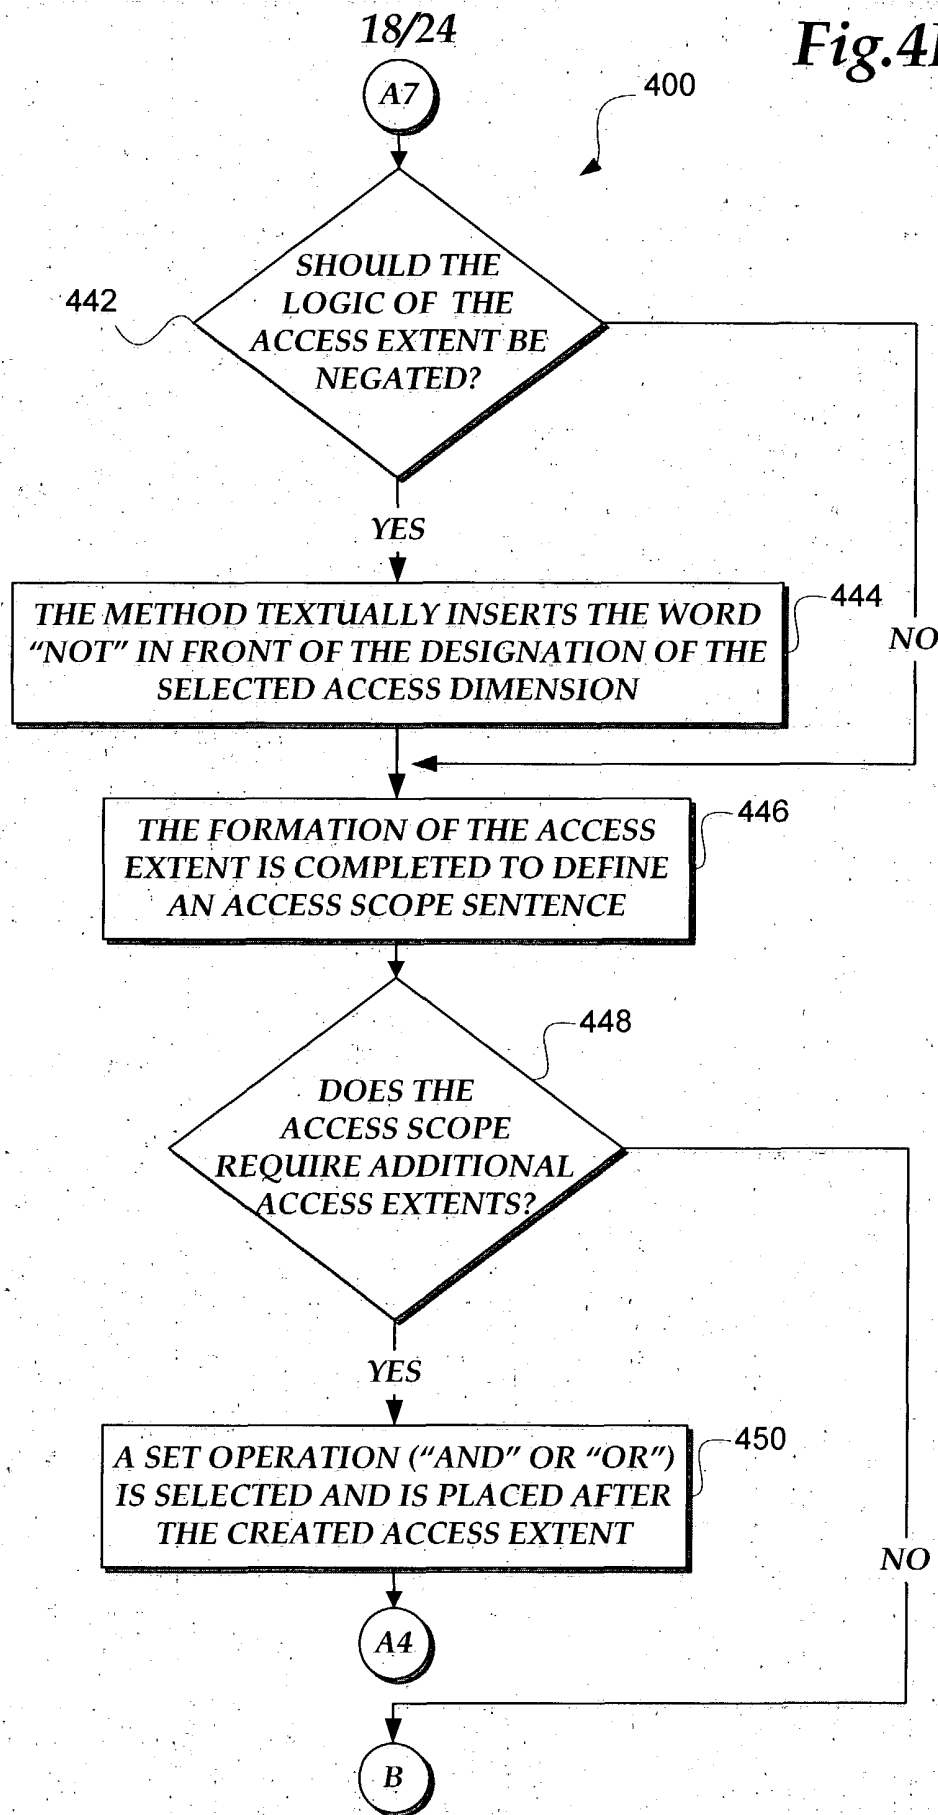 18/24
Fig.4
A7
400
442
SHOULD THE
LOGIC OF THE
ACCESS EXTENT BE
NEGATED?
YES
NO
THE METHOD TEXTUALLY INSERTS THE WORD
“NOT” IN FRONT OF THE DESIGNATION OF THE
SELECTED ACCESS DIMENSION
444
THE FORMATION OF THE ACCESS
EXTENT IS COMPLETED TO DEFINE
AN ACCESS SCOPE SENTENCE
446
448
DOES THE
ACCESS SCOPE
REQUIRE ADDITIONAL
ACCESS EXTENTS?
YES
A SET OPERATION (“AND” OR “OR”)
IS SELECTED AND IS PLACED AFTER
THE CREATED ACCESS EXTENT
450
NO
A4
B